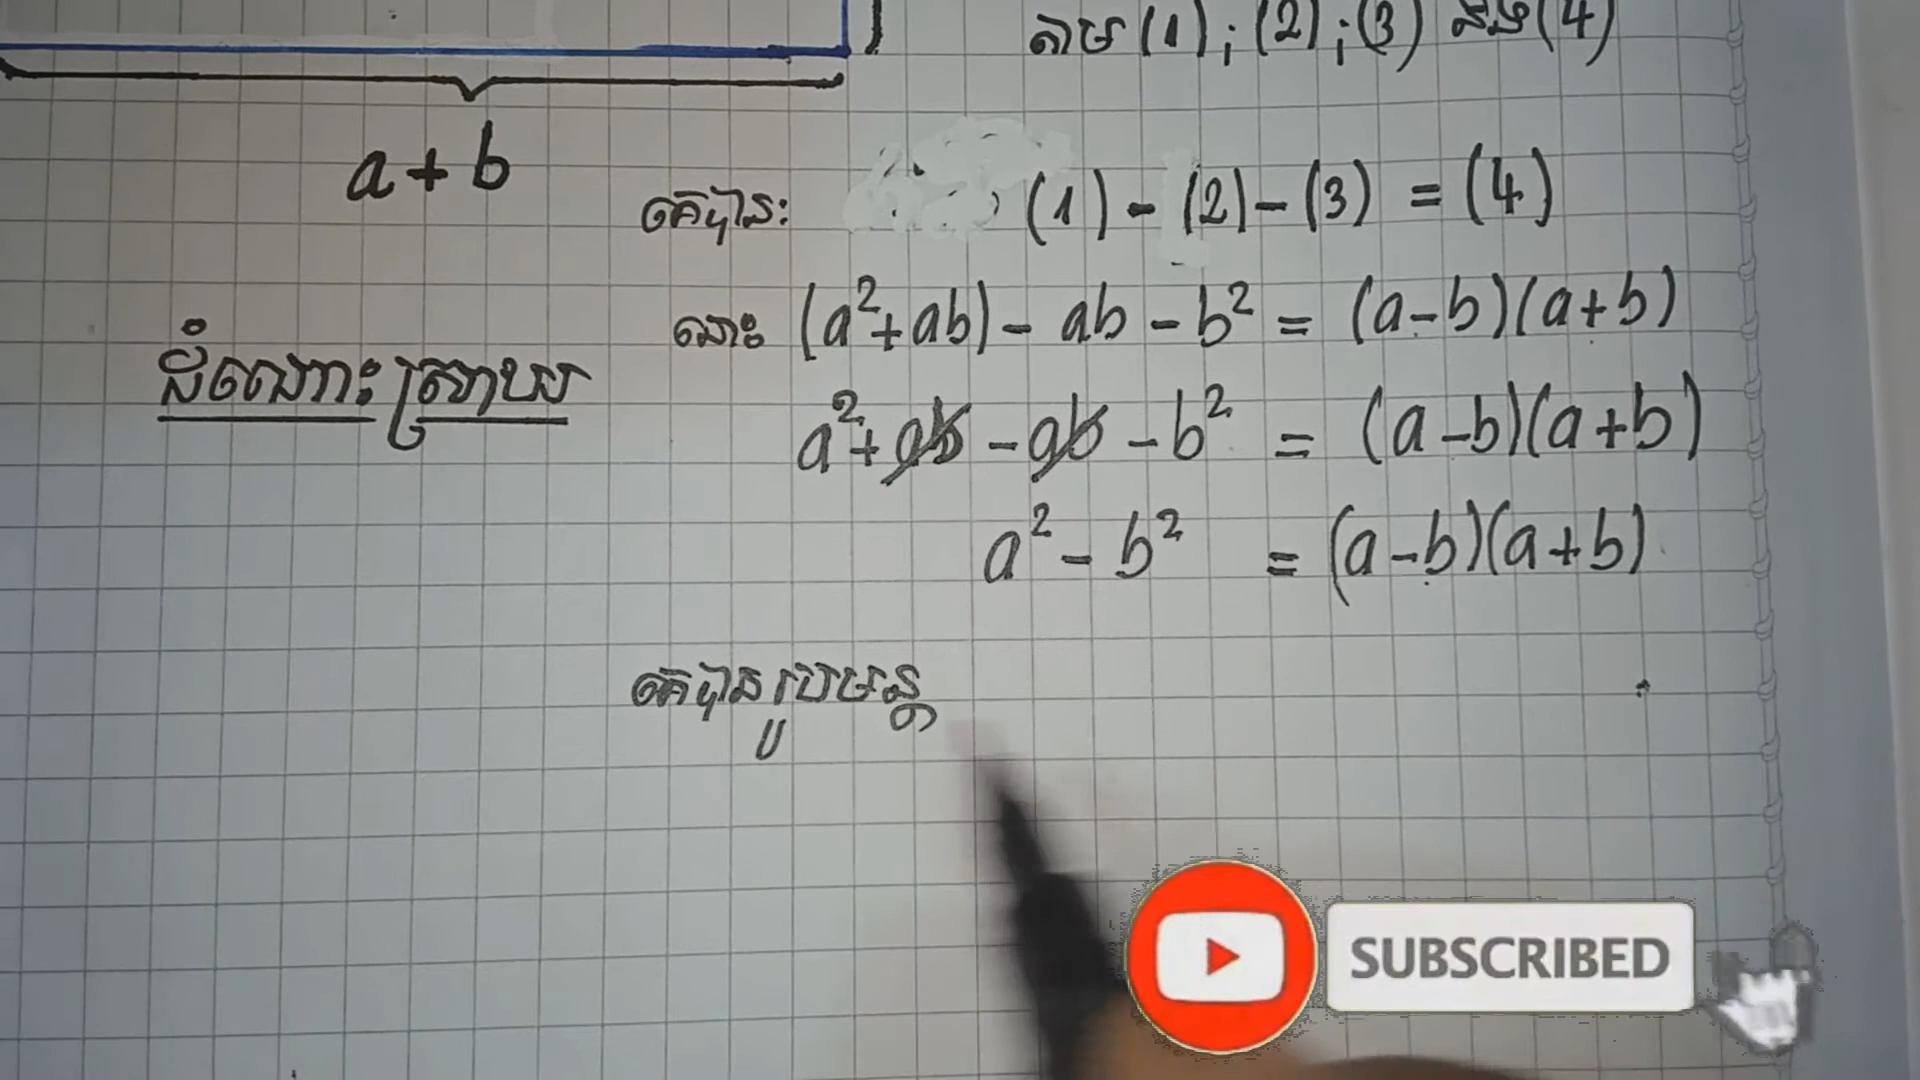 តាម (1) ; (2) ; (3) និង (4)
a + b
គេបាន: (1) - (2) - (3) = (4)
នោះ (a² + ab) - ab - b² = (a - b)(a + b)
ដំណោះស្រាយ
a² + ab - ab - b² = (a - b)(a + b)
a² - b² = (a - b)(a + b)
គេបានរូបមន្ត
SUBSCRIBED